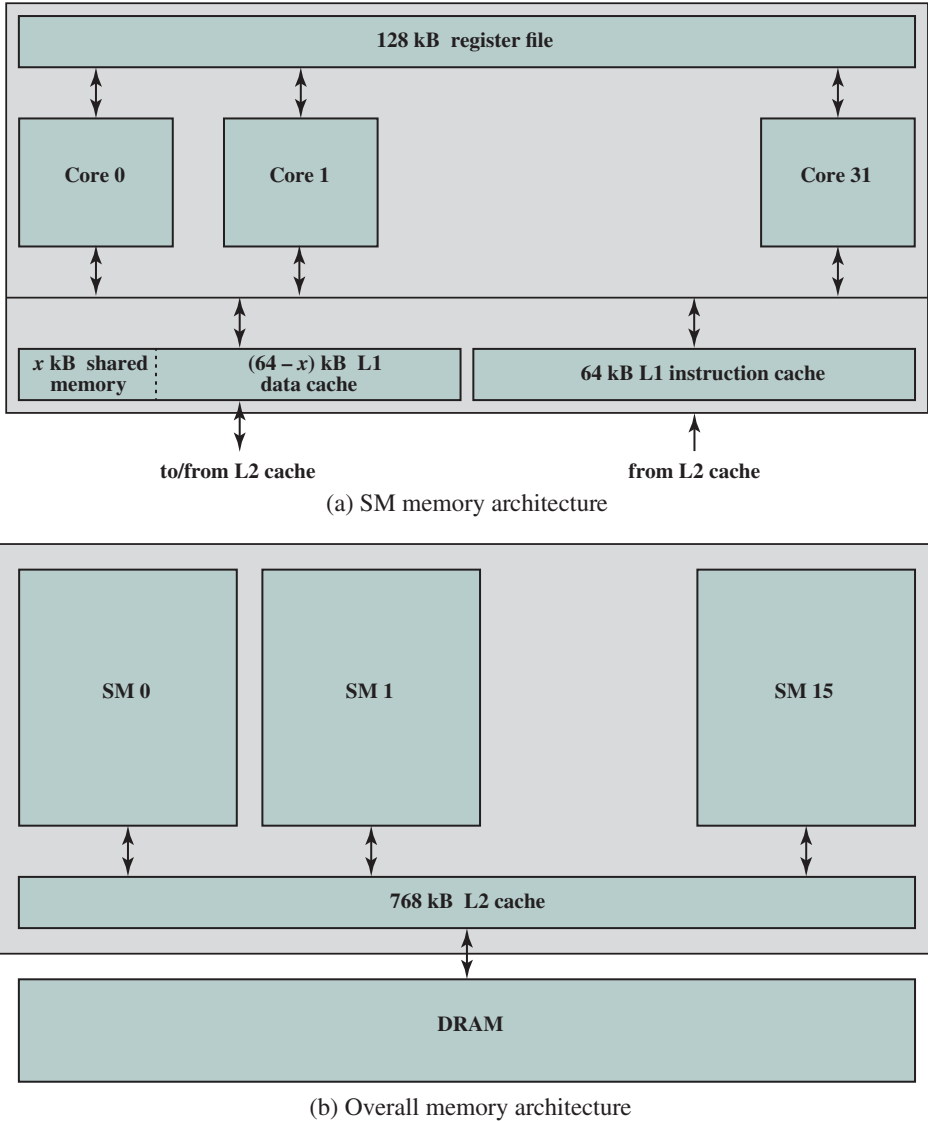 128 kB register file
Core 0
Core 1
Core 31
x kB shared
memory
(64 – x) kB L1
data cache
64 kB L1 instruction cache
to/from L2 cache
from L2 cache
(a) SM memory architecture
SM 0
SM 1
SM 15
768 kB L2 cache
DRAM
(b) Overall memory architecture